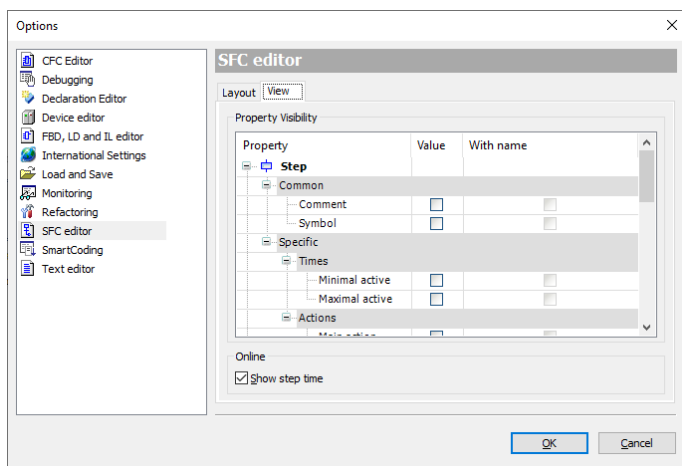 Options
CFC Editor
Debugging
Declaration Editor
Device editor
FBD, LD and IL editor
International Settings
Load and Save
Monitoring
Refactoring
SFC editor
SmartCoding
Text editor
SFC editor
Layout View
Property Visibility
Property Value With name
Step
Common
Comment
Symbol
Specific
Times
Minimal active
Maximal active
Actions
Main action
Online
Show step time
OK Cancel